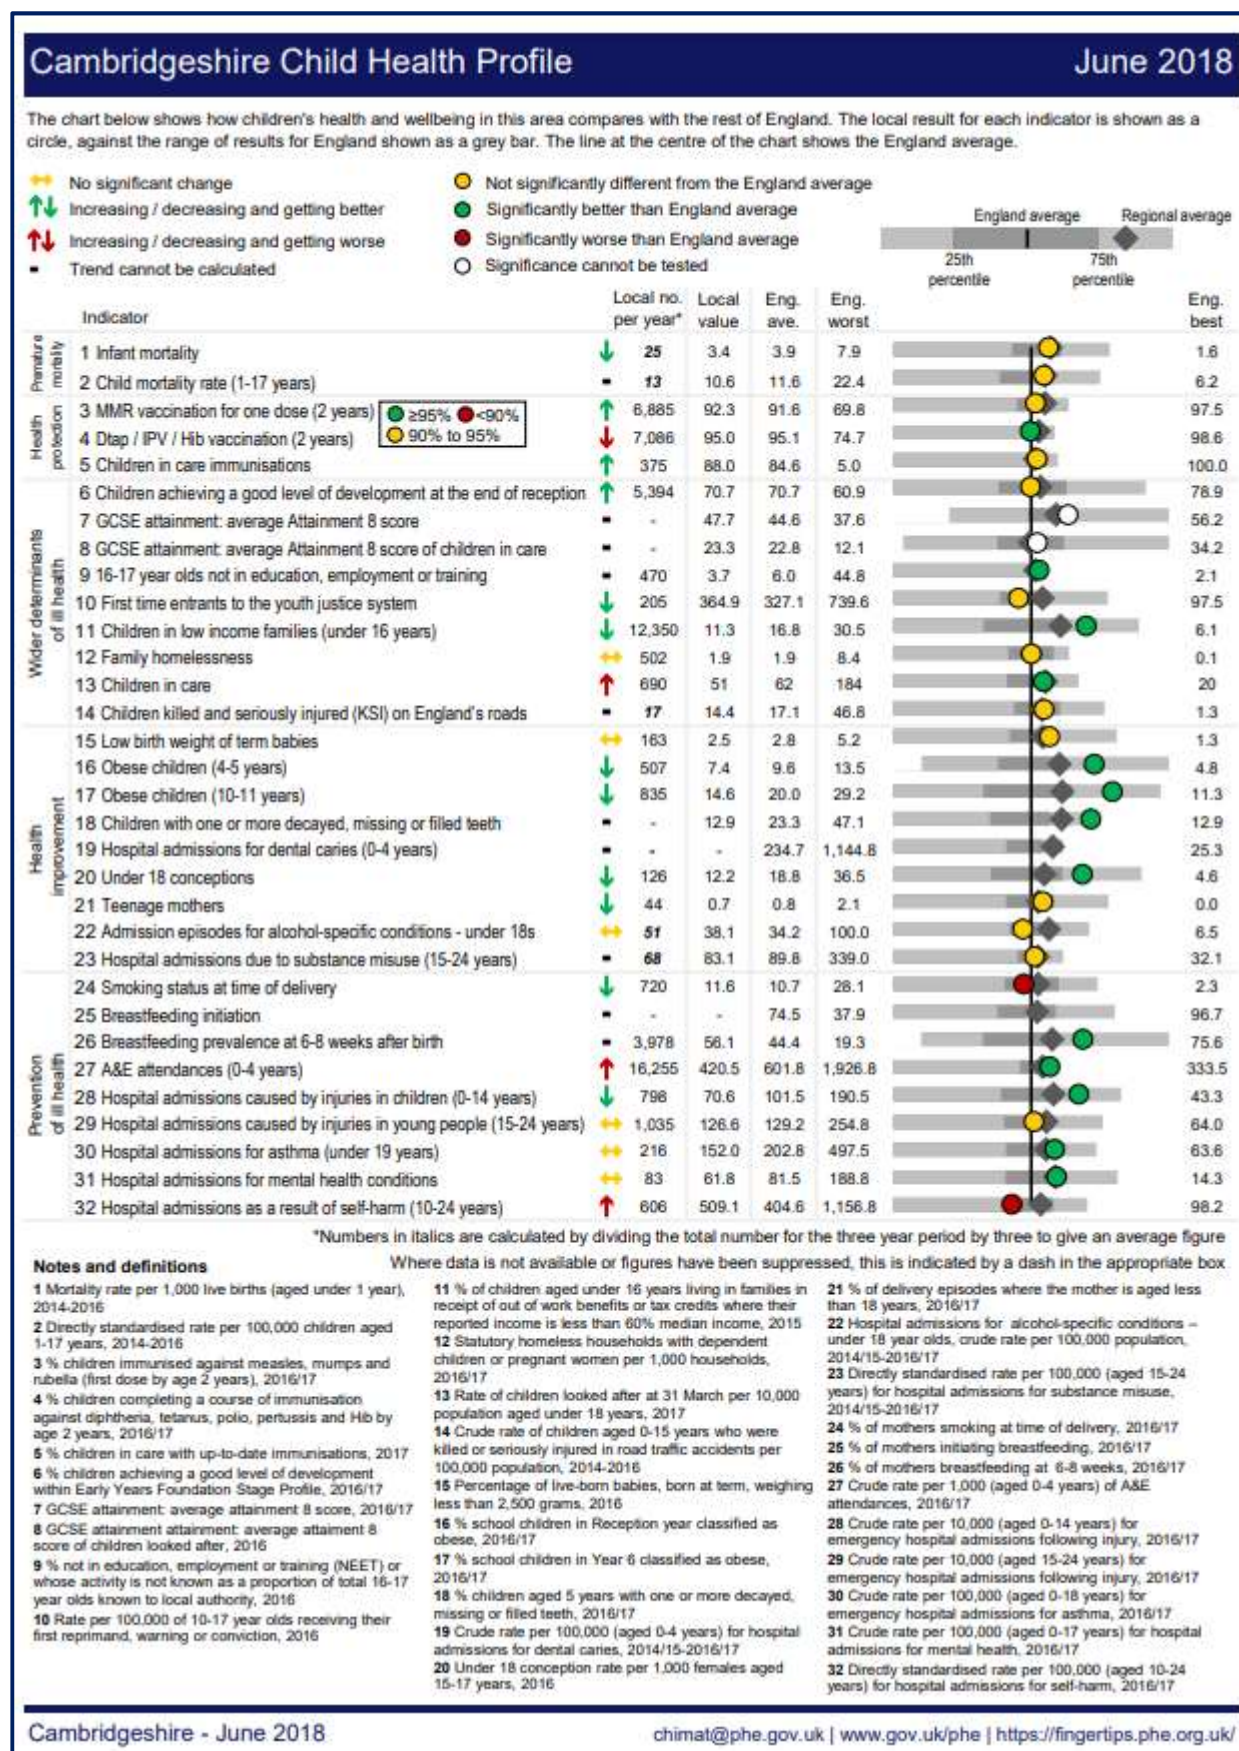 Cambridgeshire Child Health Profile June 2018
The chart below shows how children's health and wellbeing in this area compares with the rest of England. The local result for each indicator is shown as a
circle, against the range of results for England shown as a grey bar. The line at the centre of the chart shows the England average.
No significant change
Increasing / decreasing and getting better
Increasing / decreasing and getting worse
Trend cannot be calculated
Not significantly different from the England average
Significantly better than England average
Significantly worse than England average
Significance cannot be tested
England average Regional average
25th percentile 75th percentile
Indicator Local no. per year* Local value Eng. ave. Eng. worst Eng. best
Premature mortality
1 Infant mortality 25 3.4 3.9 7.9 1.6
2 Child mortality rate (1-17 years) - 13 10.6 11.6 22.4 6.2
Health protection
≥95% <90%
90% to 95%
3 MMR vaccination for one dose (2 years) 6,885 92.3 91.6 69.8 97.5
4 Dtap / IPV / Hib vaccination (2 years) 7,086 95.0 95.1 74.7 98.6
5 Children in care immunisations 375 88.0 84.6 5.0 100.0
Wider determinants of ill health
6 Children achieving a good level of development at the end of reception 5,394 70.7 70.7 60.9 78.9
7 GCSE attainment: average Attainment 8 score - - 47.7 44.6 37.6 56.2
8 GCSE attainment: average Attainment 8 score of children in care - - 23.3 22.8 12.1 34.2
9 16-17 year olds not in education, employment or training - 470 3.7 6.0 44.8 2.1
10 First time entrants to the youth justice system 205 364.9 327.1 739.6 97.5
11 Children in low income families (under 16 years) 12,350 11.3 16.8 30.5 6.1
12 Family homelessness 502 1.9 1.9 8.4 0.1
13 Children in care 690 51 62 184 20
14 Children killed and seriously injured (KSI) on England's roads - 17 14.4 17.1 46.8 1.3
Health improvement
15 Low birth weight of term babies 163 2.5 2.8 5.2 1.3
16 Obese children (4-5 years) 507 7.4 9.6 13.5 4.8
17 Obese children (10-11 years) 835 14.6 20.0 29.2 11.3
18 Children with one or more decayed, missing or filled teeth - - 12.9 23.3 47.1 12.9
19 Hospital admissions for dental caries (0-4 years) - - - 234.7 1,144.8 25.3
20 Under 18 conceptions 126 12.2 18.8 36.5 4.6
21 Teenage mothers 44 0.7 0.8 2.1 0.0
22 Admission episodes for alcohol-specific conditions - under 18s 51 38.1 34.2 100.0 6.5
23 Hospital admissions due to substance misuse (15-24 years) - 68 83.1 89.8 339.0 32.1
Prevention of ill health
24 Smoking status at time of delivery 720 11.6 10.7 28.1 2.3
25 Breastfeeding initiation - - - 74.5 37.9 96.7
26 Breastfeeding prevalence at 6-8 weeks after birth - 3,978 56.1 44.4 19.3 75.6
27 A&E attendances (0-4 years) 16,255 420.5 601.8 1,926.8 333.5
28 Hospital admissions caused by injuries in children (0-14 years) 798 70.6 101.5 190.5 43.3
29 Hospital admissions caused by injuries in young people (15-24 years) 1,035 126.6 129.2 254.8 64.0
30 Hospital admissions for asthma (under 19 years) 216 152.0 202.8 497.5 63.6
31 Hospital admissions for mental health conditions 83 61.8 81.5 188.8 14.3
32 Hospital admissions as a result of self-harm (10-24 years) 606 509.1 404.6 1,156.8 98.2
*Numbers in italics are calculated by dividing the total number for the three year period by three to give an average figure
Where data is not available or figures have been suppressed, this is indicated by a dash in the appropriate box
Notes and definitions
1 Mortality rate per 1,000 live births (aged under 1 year),
2014-2016
2 Directly standardised rate per 100,000 children aged
1-17 years, 2014-2016
3 % children immunised against measles, mumps and
rubella (first dose by age 2 years), 2016/17
4 % children completing a course of immunisation
against diphtheria, tetanus, polio, pertussis and Hib by
age 2 years, 2016/17
5 % children in care with up-to-date immunisations, 2017
6 % children achieving a good level of development
within Early Years Foundation Stage Profile, 2016/17
7 GCSE attainment: average attainment 8 score, 2016/17
8 GCSE attainment attainment: average attaiment 8
score of children looked after, 2016
9 % not in education, employment or training (NEET) or
whose activity is not known as a proportion of total 16-17
year olds known to local authority, 2016
10 Rate per 100,000 of 10-17 year olds receiving their
first reprimand, warning or conviction, 2016
11 % of children aged under 16 years living in families in
receipt of out of work benefits or tax credits where their
reported income is less than 60% median income, 2015
12 Statutory homeless households with dependent
children or pregnant women per 1,000 households,
2016/17
13 Rate of children looked after at 31 March per 10,000
population aged under 18 years, 2017
14 Crude rate of children aged 0-15 years who were
killed or seriously injured in road traffic accidents per
100,000 population, 2014-2016
15 Percentage of live-born babies, born at term, weighing
less than 2,500 grams, 2016
16 % school children in Reception year classified as
obese, 2016/17
17 % school children in Year 6 classified as obese,
2016/17
18 % children aged 5 years with one or more decayed,
missing or filled teeth, 2016/17
19 Crude rate per 100,000 (aged 0-4 years) for hospital
admissions for dental caries, 2014/15-2016/17
20 Under 18 conception rate per 1,000 females aged
15-17 years, 2016
21 % of delivery episodes where the mother is aged less
than 18 years, 2016/17
22 Hospital admissions for alcohol-specific conditions –
under 18 year olds, crude rate per 100,000 population,
2014/15-2016/17
23 Directly standardised rate per 100,000 (aged 15-24
years) for hospital admissions for substance misuse,
2014/15-2016/17
24 % of mothers smoking at time of delivery, 2016/17
25 % of mothers initiating breastfeeding, 2016/17
26 % of mothers breastfeeding at 6-8 weeks, 2016/17
27 Crude rate per 1,000 (aged 0-4 years) of A&E
attendances, 2016/17
28 Crude rate per 10,000 (aged 0-14 years) for
emergency hospital admissions following injury, 2016/17
29 Crude rate per 10,000 (aged 15-24 years) for
emergency hospital admissions following injury, 2016/17
30 Crude rate per 100,000 (aged 0-18 years) for
emergency hospital admissions for asthma, 2016/17
31 Crude rate per 100,000 (aged 0-17 years) for hospital
admissions for mental health, 2016/17
32 Directly standardised rate per 100,000 (aged 10-24
years) for hospital admissions for self-harm, 2016/17
Cambridgeshire - June 2018 chimat@phe.gov.uk | www.gov.uk/phe | https://fingertips.phe.org.uk/